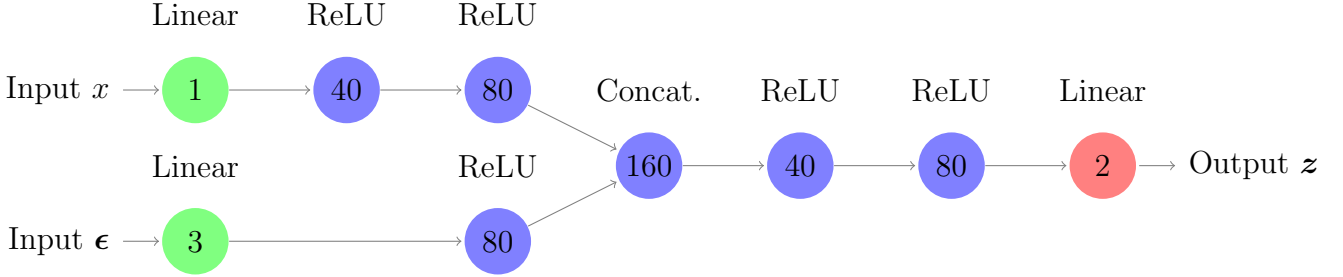 Linear ReLU ReLU
Input x 1 40 80
Concat. ReLU ReLU Linear
160 40 80 2 Output z
Linear ReLU
Input ϵ 3 80